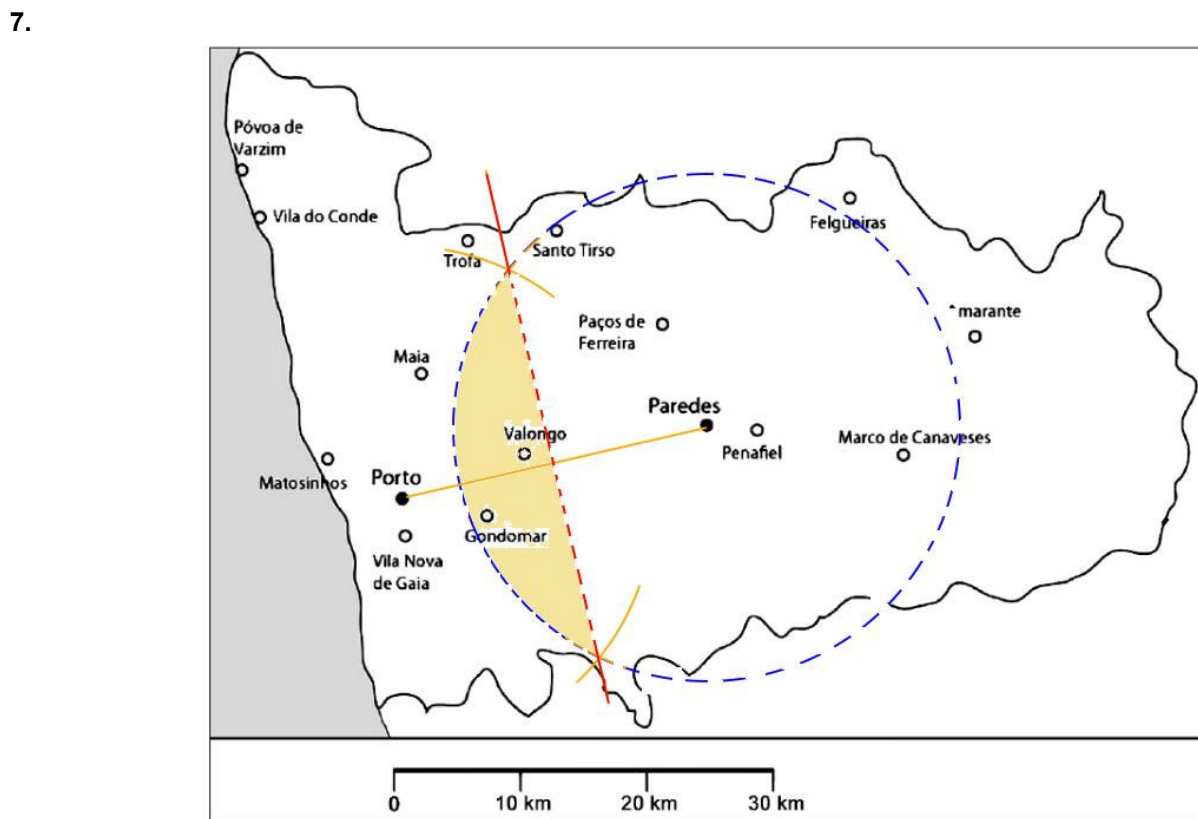 7.
Póvoa de
Varzim
Vila do Conde
Trofa
Santo Tirso
Felgueiras
Paços de
Ferreira
marante
Maia
Paredes
Valongo
Penafiel
Marco de Canaveses
Matosinhos
Porto
Gondomar
Vila Nova
de Gaia
0 10 km 20 km 30 km